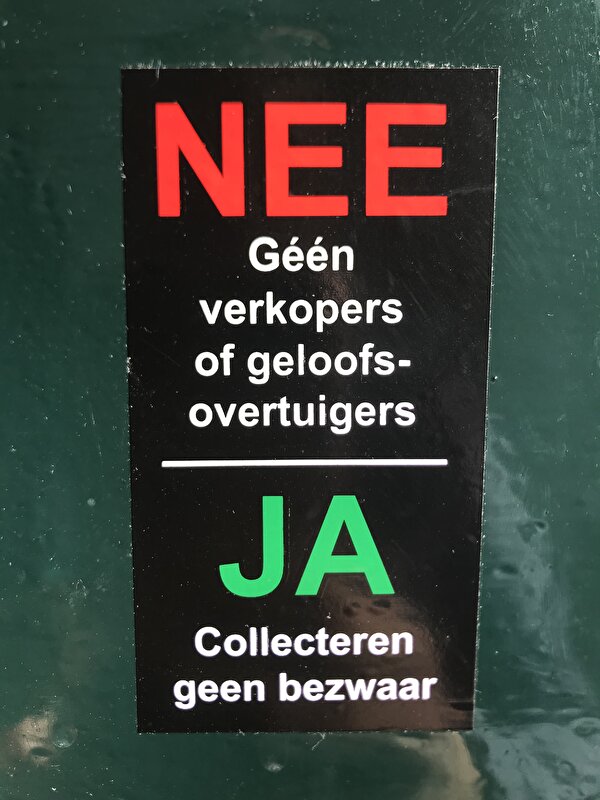 NEE
Géén
verkopers
of geloofs-
overtuigers
JA
Collecteren
geen bezwaar